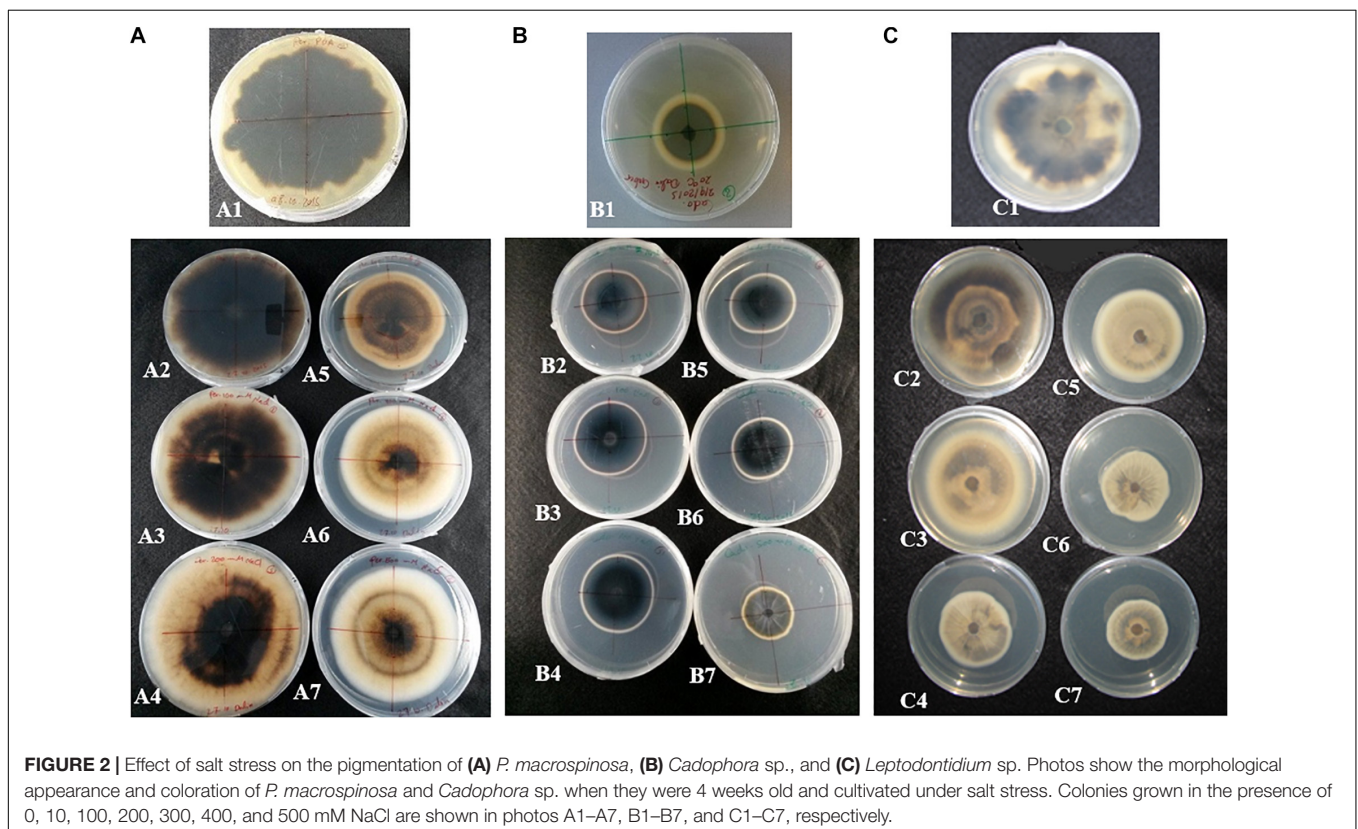 A
B
C
A1
B1
C1
A2
A5
A3
A6
A4
A7
B2
B5
B3
B6
B4
B7
C2
C5
C3
C6
C4
C7
FIGURE 2 | Effect of salt stress on the pigmentation of (A) P. macrospinosa, (B) Cadophora sp., and (C) Leptodontidium sp. Photos show the morphological
appearance and coloration of P. macrospinosa and Cadophora sp. when they were 4 weeks old and cultivated under salt stress. Colonies grown in the presence of
0, 10, 100, 200, 300, 400, and 500 mM NaCl are shown in photos A1–A7, B1–B7, and C1–C7, respectively.